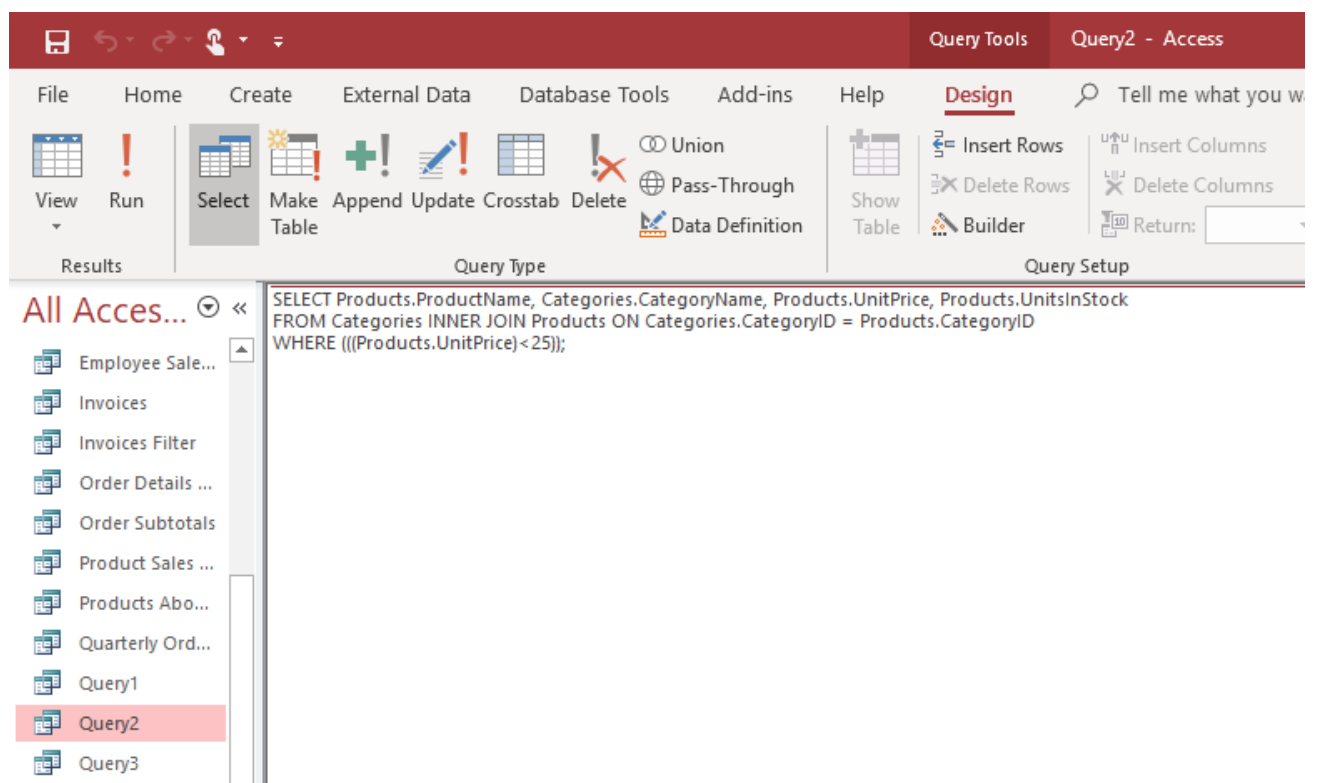 Query Tools
Query2 - Access
File Home Create External Data Database Tools Add-ins Help Design Tell me what you w
View
Run
Select
Make
Table
Append
Update
Crosstab
Delete
Union
Pass-Through
Data Definition
Show
Table
Insert Rows
Delete Rows
Builder
Insert Columns
Delete Columns
Return:
Results
Query Type
Query Setup
All Acces...
Employee Sale...
Invoices
Invoices Filter
Order Details ...
Order Subtotals
Product Sales ...
Products Abo...
Quarterly Ord...
Query1
Query2
Query3
SELECT Products.ProductName, Categories.CategoryName, Products.UnitPrice, Products.UnitsInStock
FROM Categories INNER JOIN Products ON Categories.CategoryID = Products.CategoryID
WHERE (((Products.UnitPrice)<25));